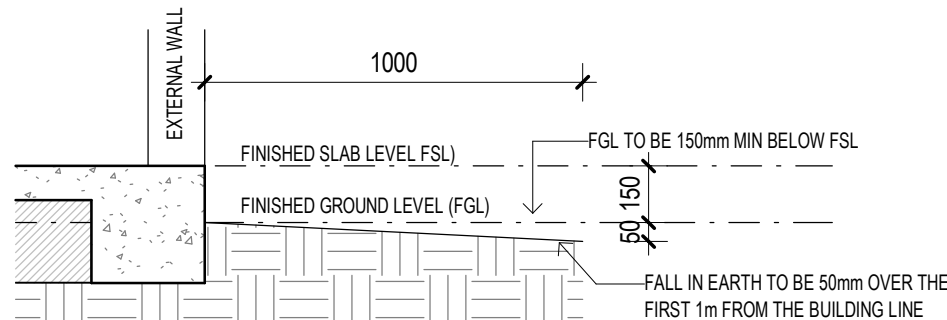 EXTERNAL WALL
1000
FGL TO BE 150mm MIN BELOW FSL
FINISHED SLAB LEVEL FSL)
150
FINISHED GROUND LEVEL (FGL)
50
FALL IN EARTH TO BE 50mm OVER THE
FIRST 1m FROM THE BUILDING LINE